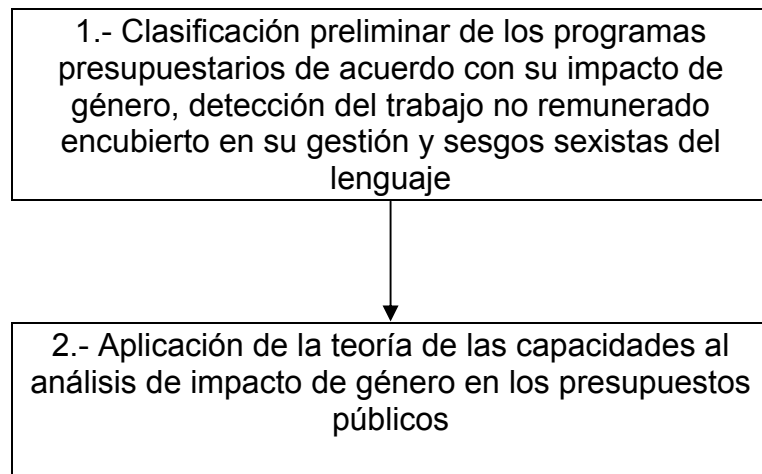 1.- Clasificación preliminar de los programas
presupuestarios de acuerdo con su impacto de
género, detección del trabajo no remunerado
encubierto en su gestión y sesgos sexistas del
lenguaje
2.- Aplicación de la teoría de las capacidades al
análisis de impacto de género en los presupuestos
públicos